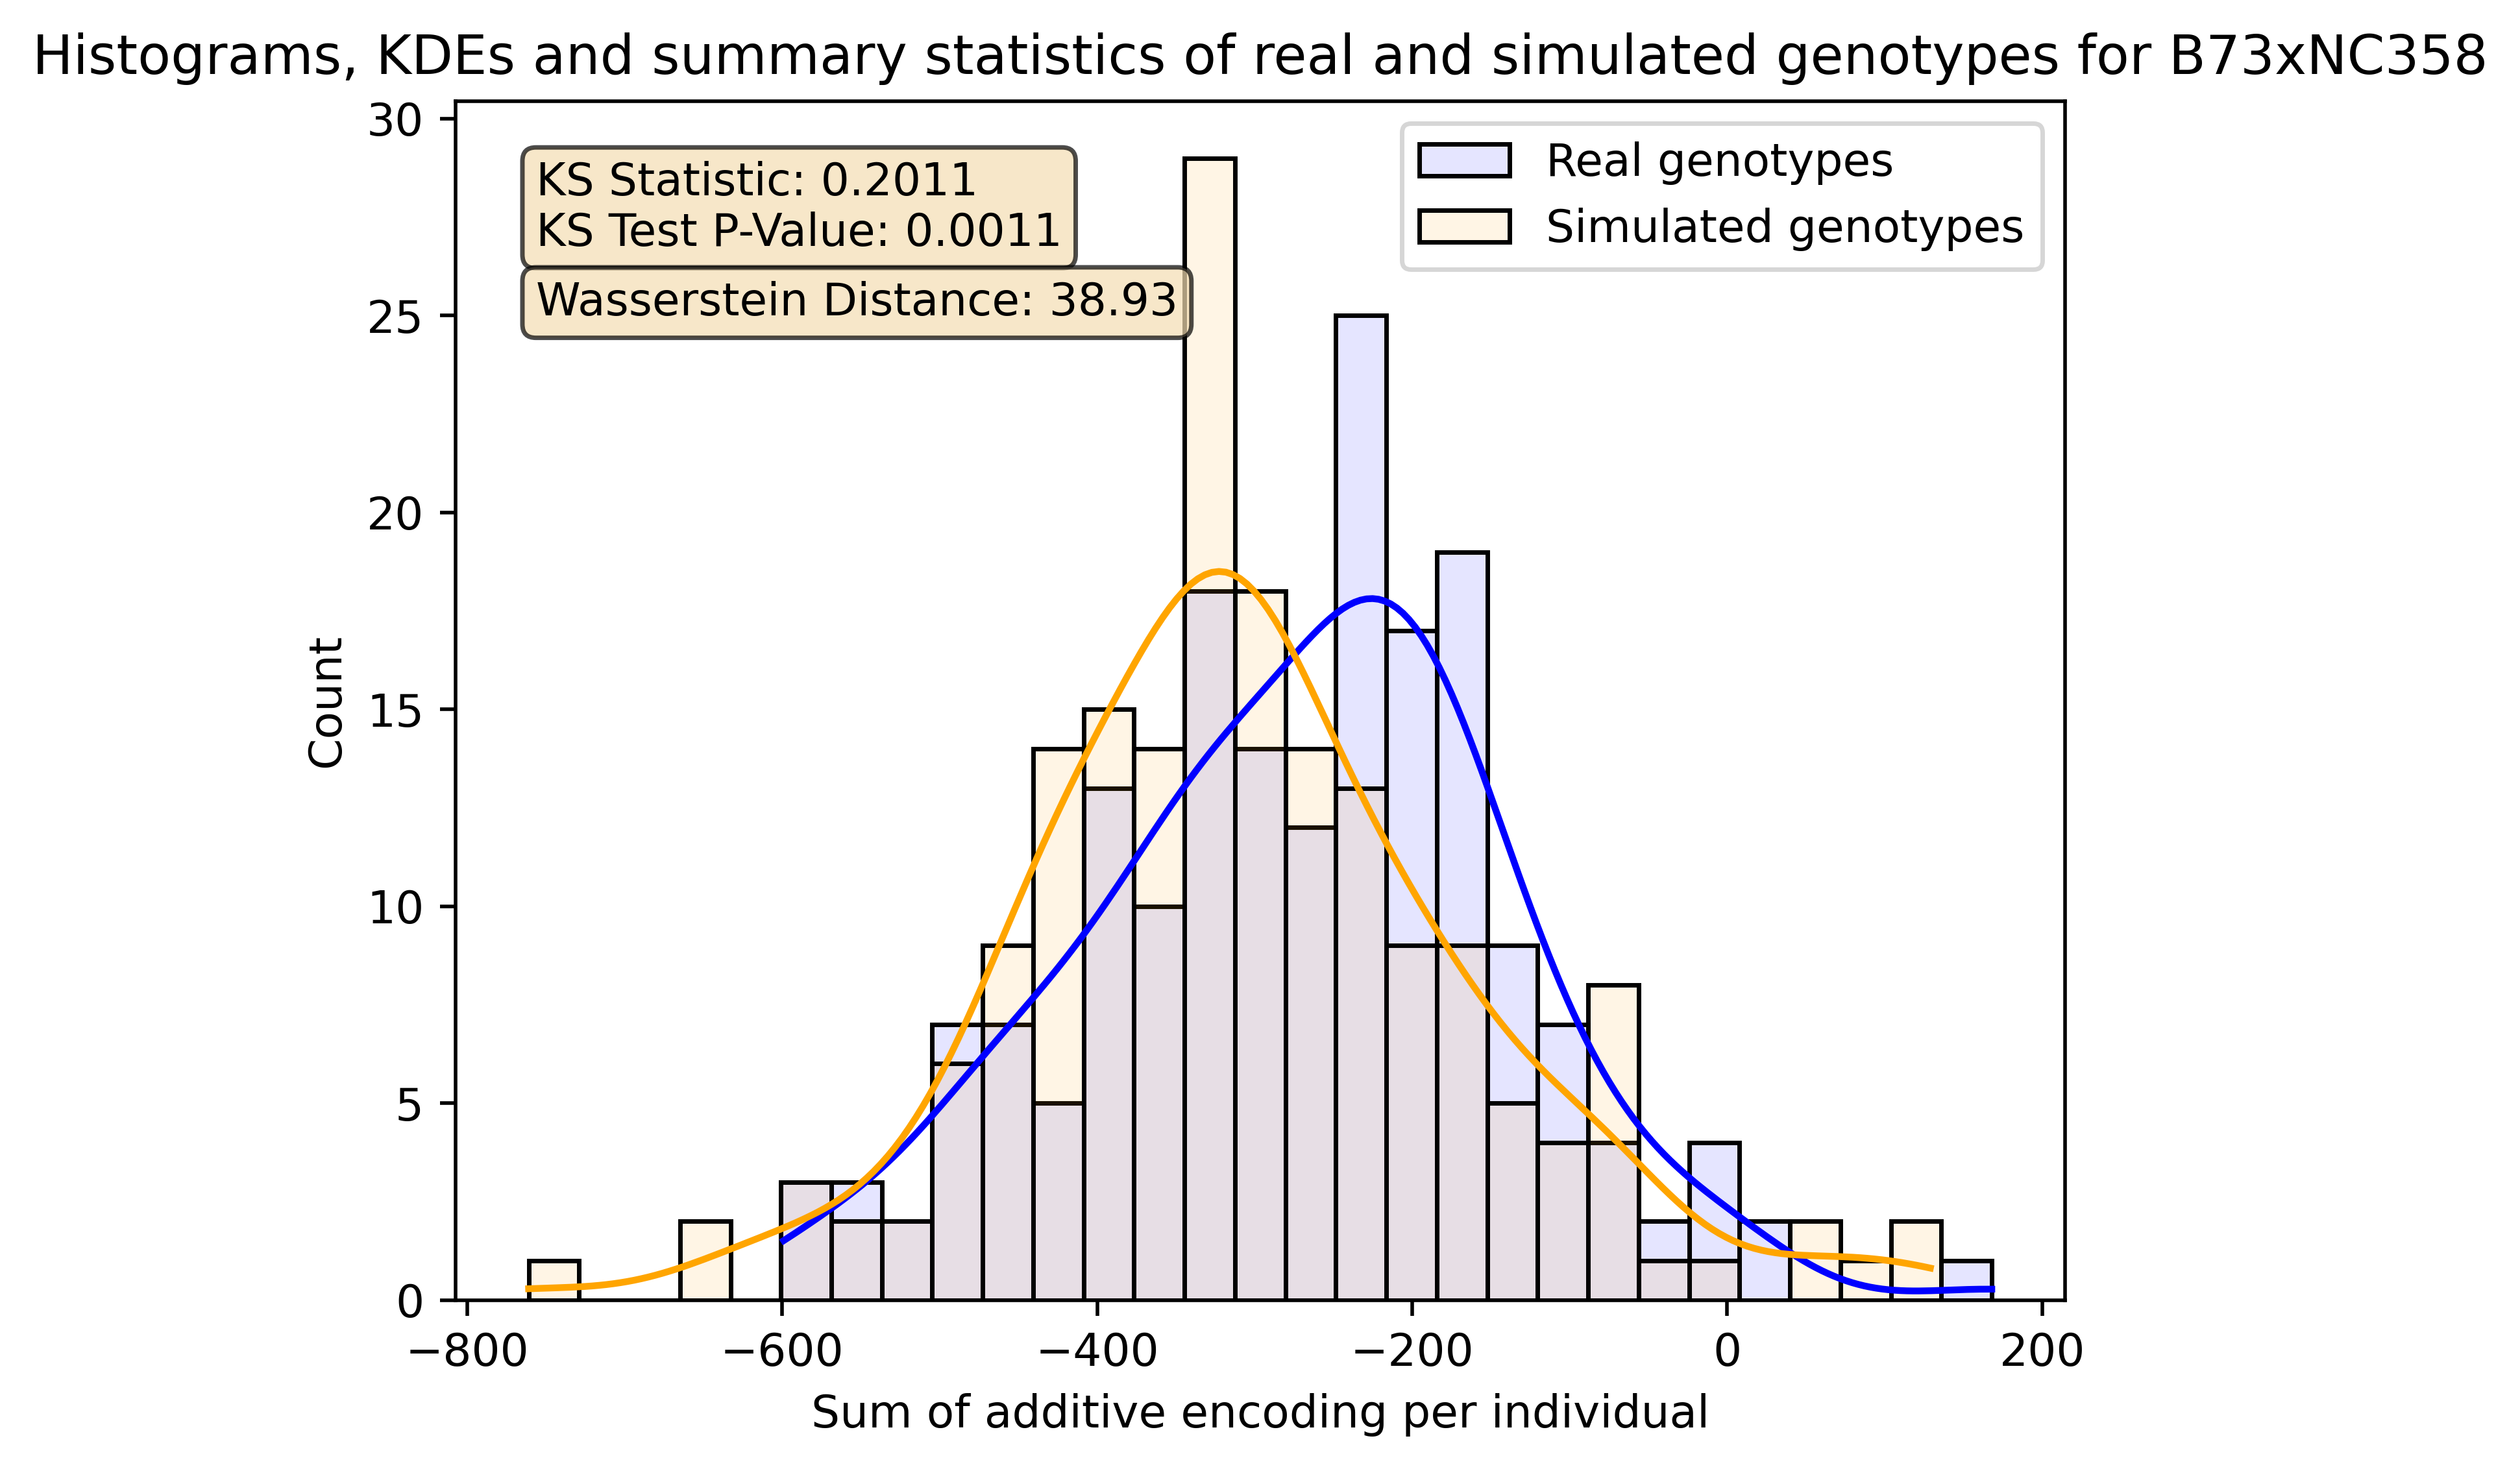 Histograms, KDEs and summary statistics of real and simulated genotypes for B73xNC358
30
25
20
15
10
5
0
Count
KS Statistic: 0.2011
KS Test P-Value: 0.0011
Wasserstein Distance: 38.93
Real genotypes
Simulated genotypes
−800 −600 −400 −200 0 200
Sum of additive encoding per individual